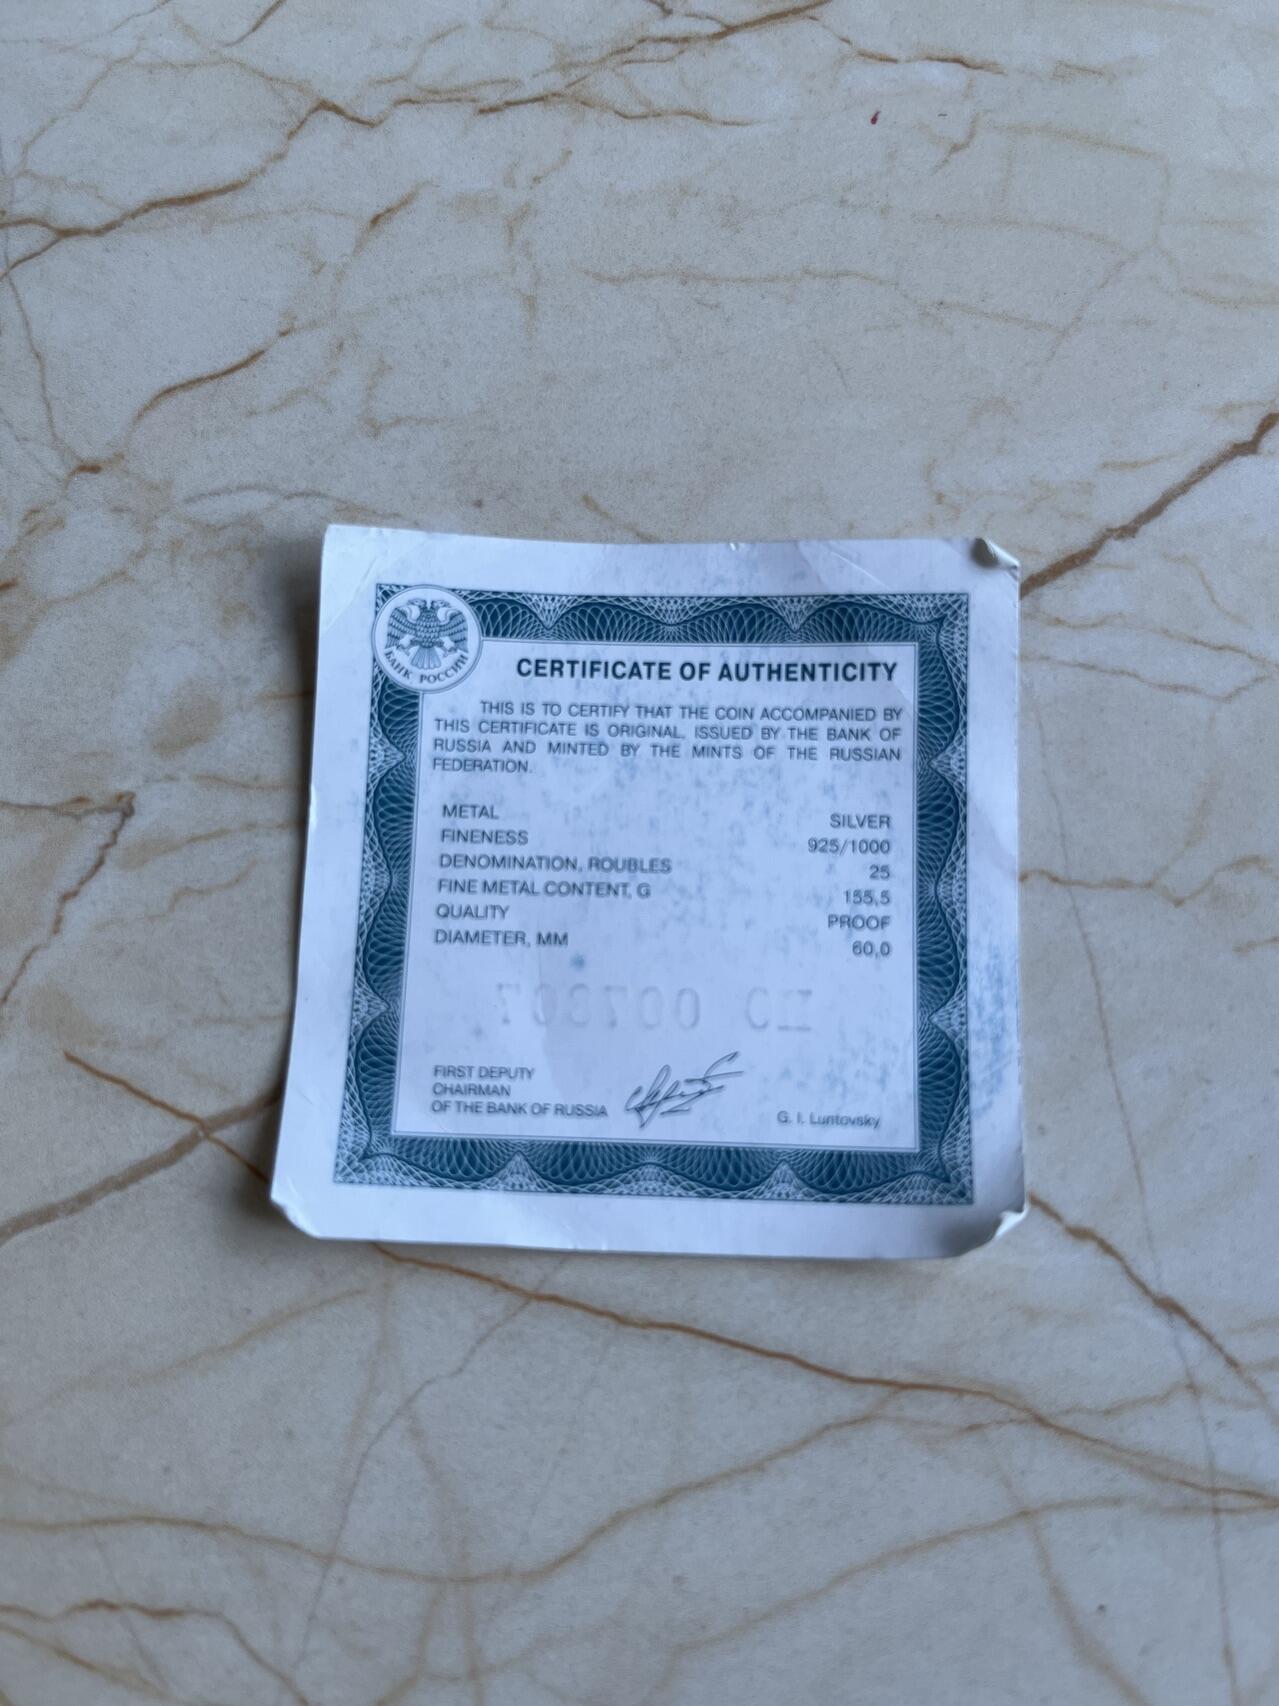 БАНК РОССИИ
CERTIFICATE OF AUTHENTICITY
THIS IS TO CERTIFY THAT THE COIN ACCOMPANIED BY
THIS CERTIFICATE IS ORIGINAL, ISSUED BY THE BANK OF
RUSSIA AND MINTED BY THE MINTS OF THE RUSSIAN
FEDERATION.
METAL SILVER
FINENESS 925/1000
DENOMINATION, ROUBLES 25
FINE METAL CONTENT, G 155,5
QUALITY PROOF
DIAMETER, MM 60,0
FIRST DEPUTY
CHAIRMAN
OF THE BANK OF RUSSIA
G. I. Luntovsky